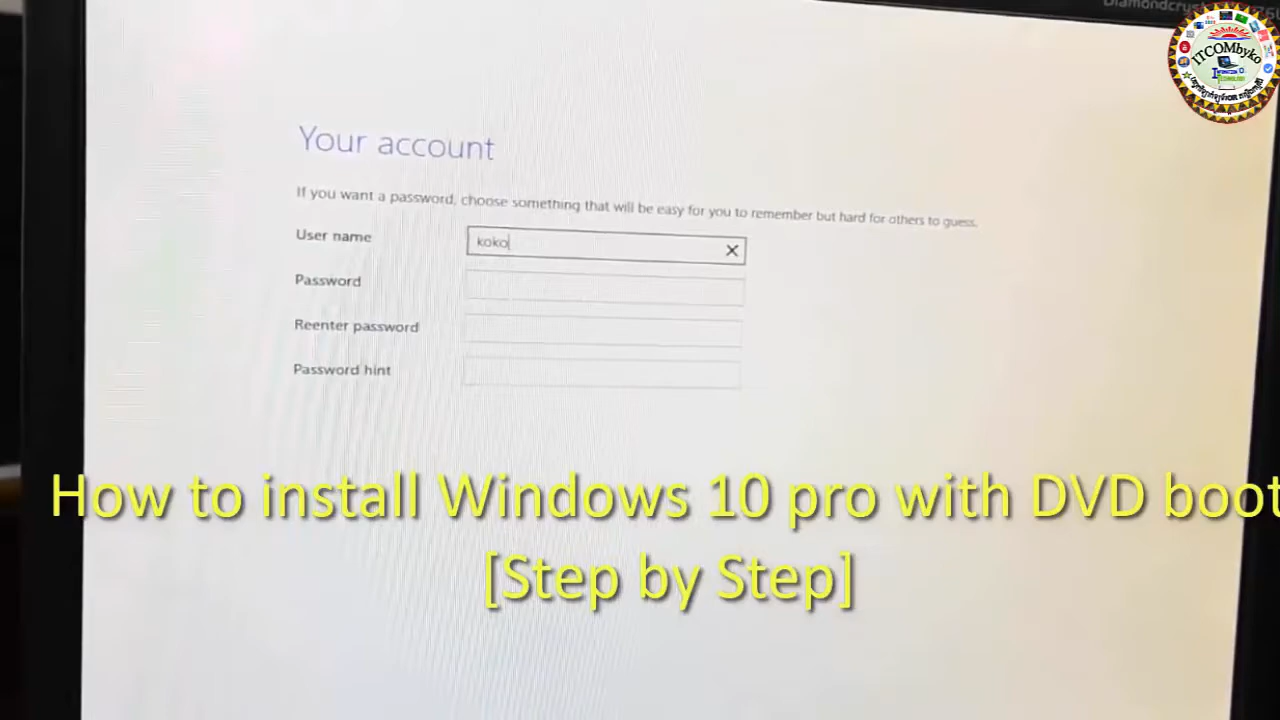 Your account
If you want a password, choose something that will be easy for you to remember but hard for others to guess.
User name
koko
Password
Reenter password
Password hint
How to install Windows 10 pro with DVD boot
[Step by Step]
ITCOMbyko